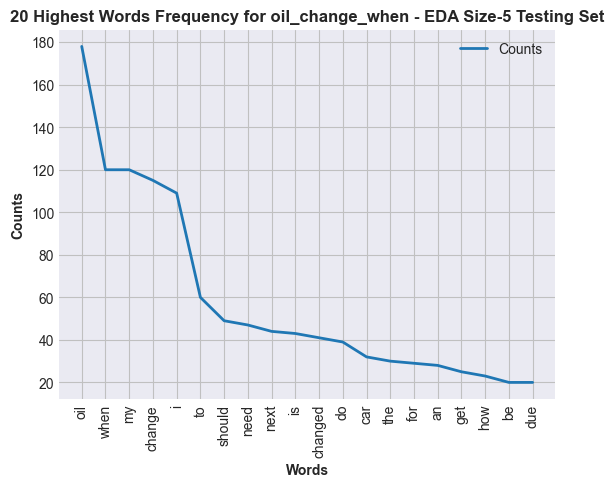 20 Highest Words Frequency for oil_change_when - EDA Size-5 Testing Set
Counts
180
160
140
120
100
80
60
40
20
Counts
oil
when
my
change
i
to
should
need
next
is
changed
do
car
the
for
an
get
how
be
due
Words